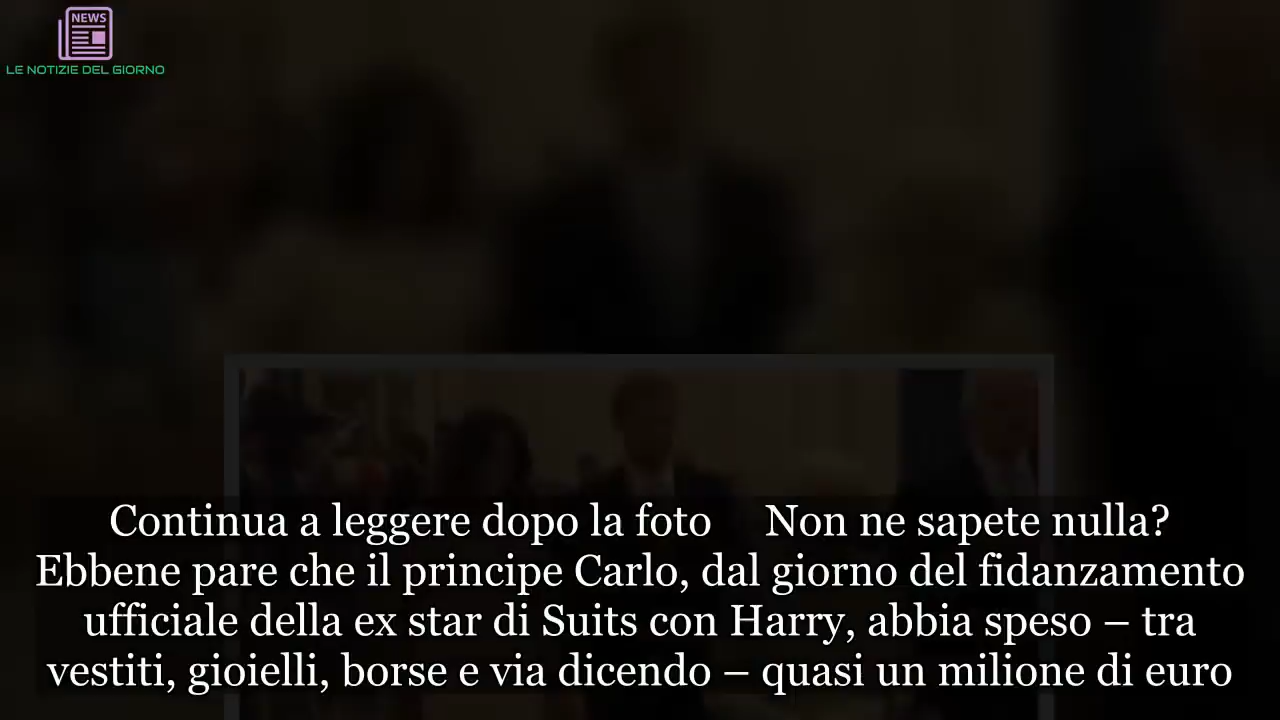 NEWS
LE NOTIZIE DEL GIORNO
Continua a leggere dopo la foto Non ne sapete nulla?
Ebbene pare che il principe Carlo, dal giorno del fidanzamento
ufficiale della ex star di Suits con Harry, abbia speso – tra
vestiti, gioielli, borse e via dicendo – quasi un milione di euro